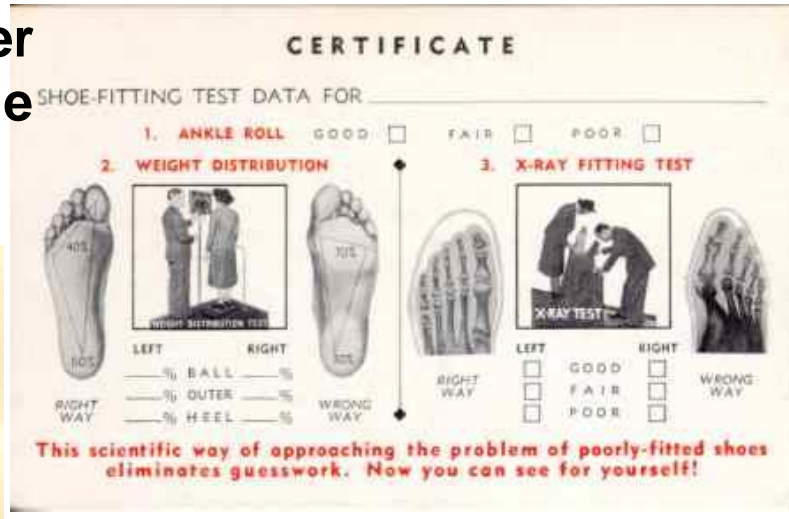 er
e
CERTIFICATE
SHOE-FITTING TEST DATA FOR
1. ANKLE ROLL GOOD FAIR POOR
2. WEIGHT DISTRIBUTION
40%
WEIGHT DISTRIBUTION TEST
70%
60%
30%
LEFT RIGHT
% BALL %
% OUTER %
% HEEL %
RIGHT WAY
WRONG WAY
3. X-RAY FITTING TEST
X-RAY TEST
LEFT RIGHT
GOOD
FAIR
POOR
RIGHT WAY
WRONG WAY
This scientific way of approaching the problem of poorly-fitted shoes
eliminates guesswork. Now you can see for yourself!